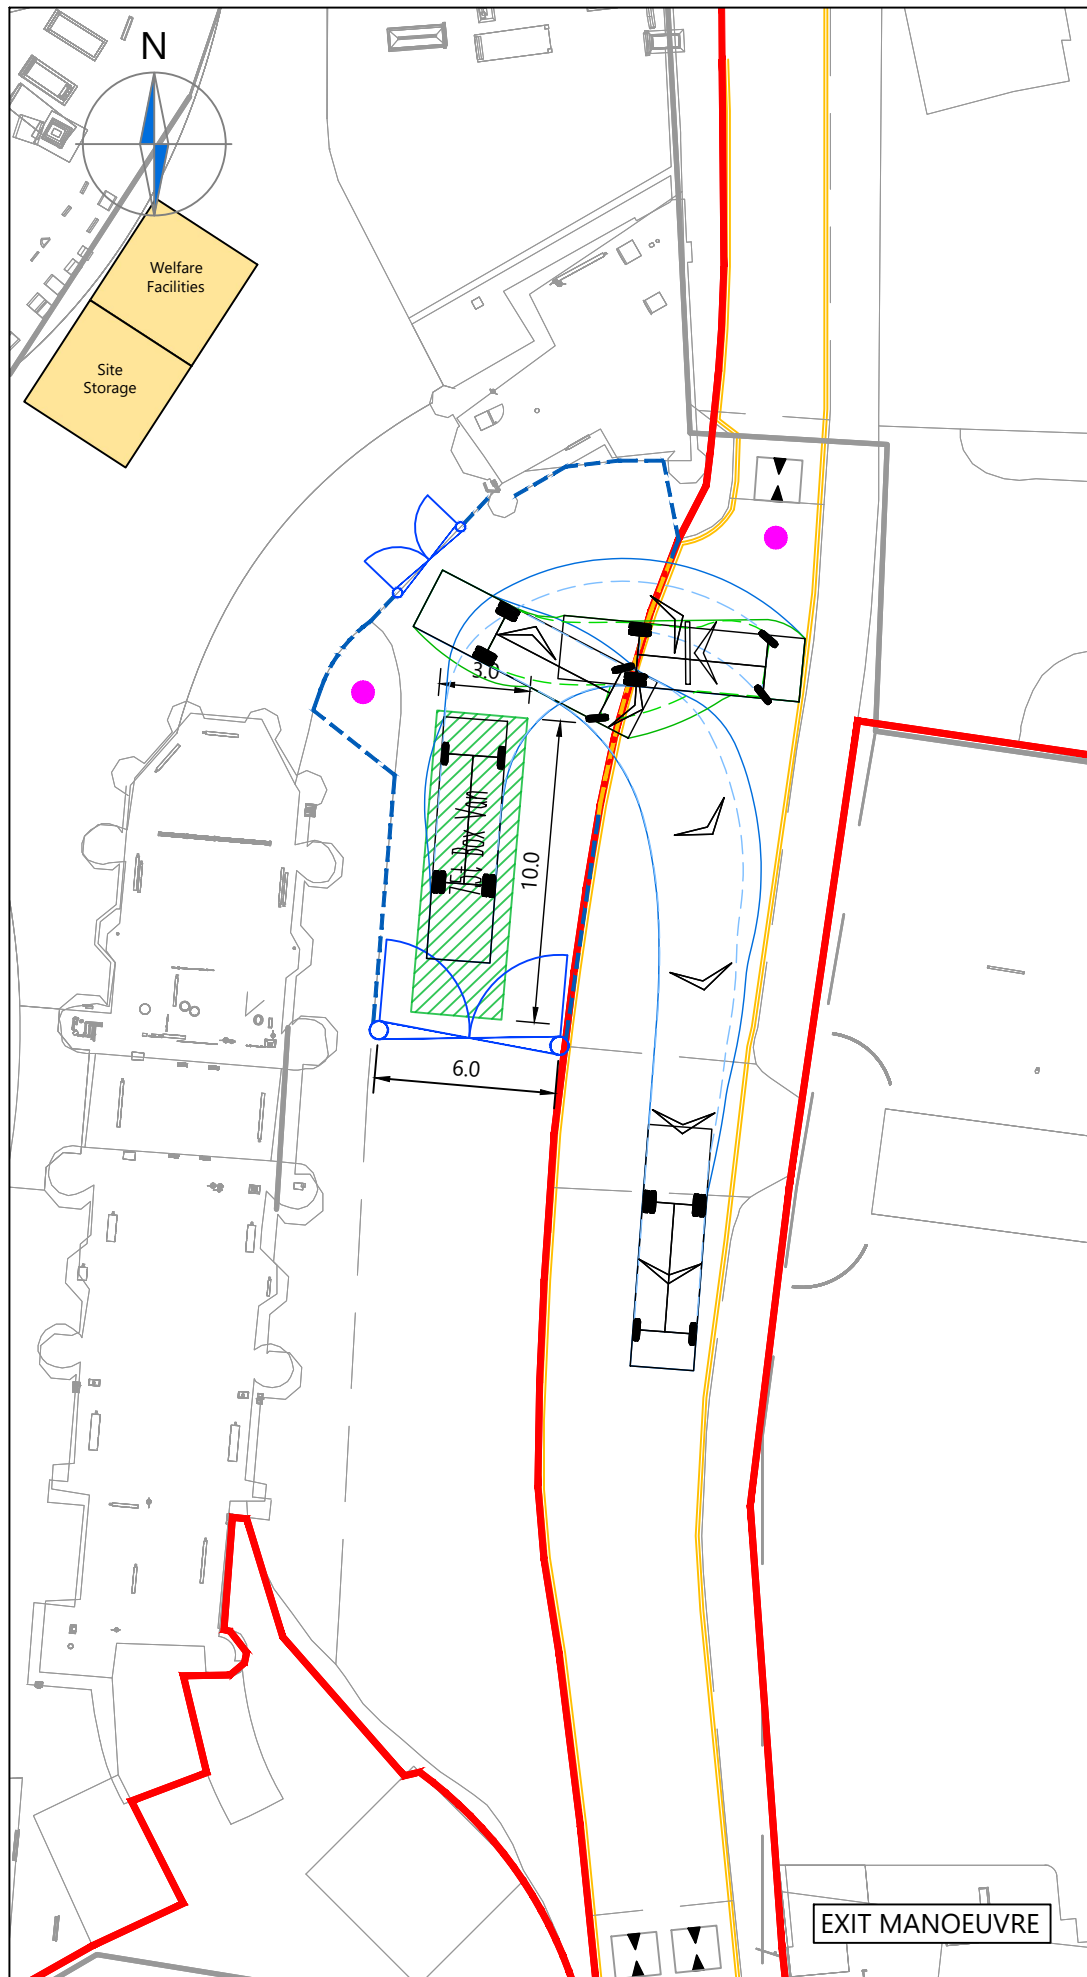 N
Welfare
Facilities
Site
Storage
3.0
7.5t Box Van
10.0
6.0
EXIT MANOEUVRE